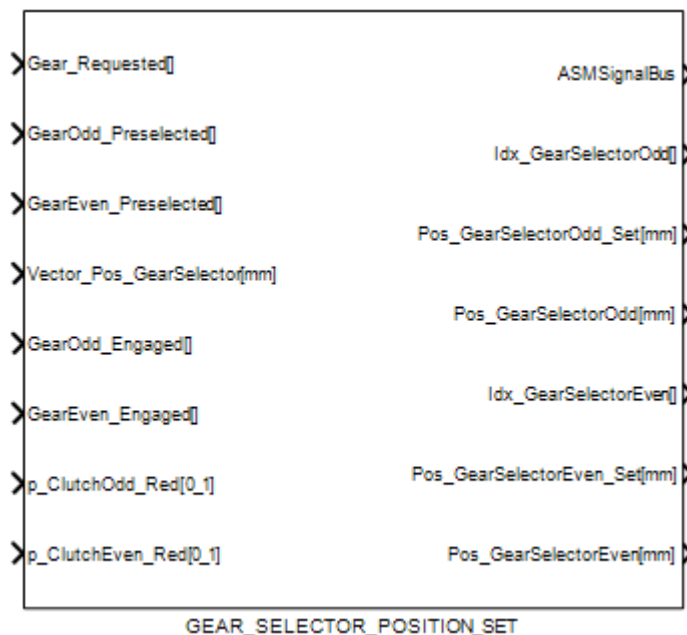 Gear_Requested[]
GearOdd_Preselected[]
GearEven_Preselected[]
Vector_Pos_GearSelector[mm]
GearOdd_Engaged[]
GearEven_Engaged[]
p_ClutchOdd_Red[0_1]
p_ClutchEven_Red[0_1]
ASMSignalBus
Idx_GearSelectorOdd[]
Pos_GearSelectorOdd_Set[mm]
Pos_GearSelectorOdd[mm]
Idx_GearSelectorEven[]
Pos_GearSelectorEven_Set[mm]
Pos_GearSelectorEven[mm]
GEAR_SELECTOR_POSITION_SET